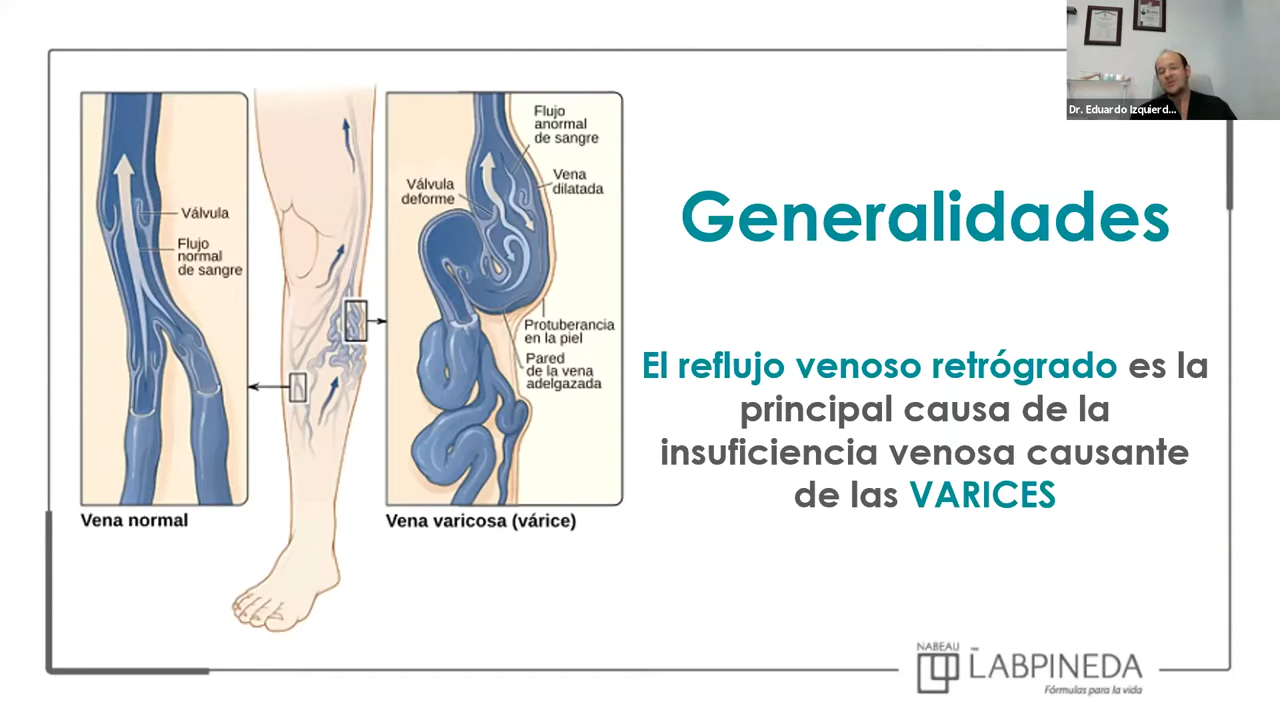 Dr. Eduardo Izquierd...
Generalidades
El reflujo venoso retrógrado es la
principal causa de la
insuficiencia venosa causante
de las VARICES
Válvula
Flujo
normal
de sangre
Vena normal
Flujo
anormal
de sangre
Vena
dilatada
Válvula
deforme
Protuberancia
en la piel
Pared
de la vena
adelgazada
Vena varicosa (várice)
NABEAU
LABPINEDA
Fórmulas para la vida